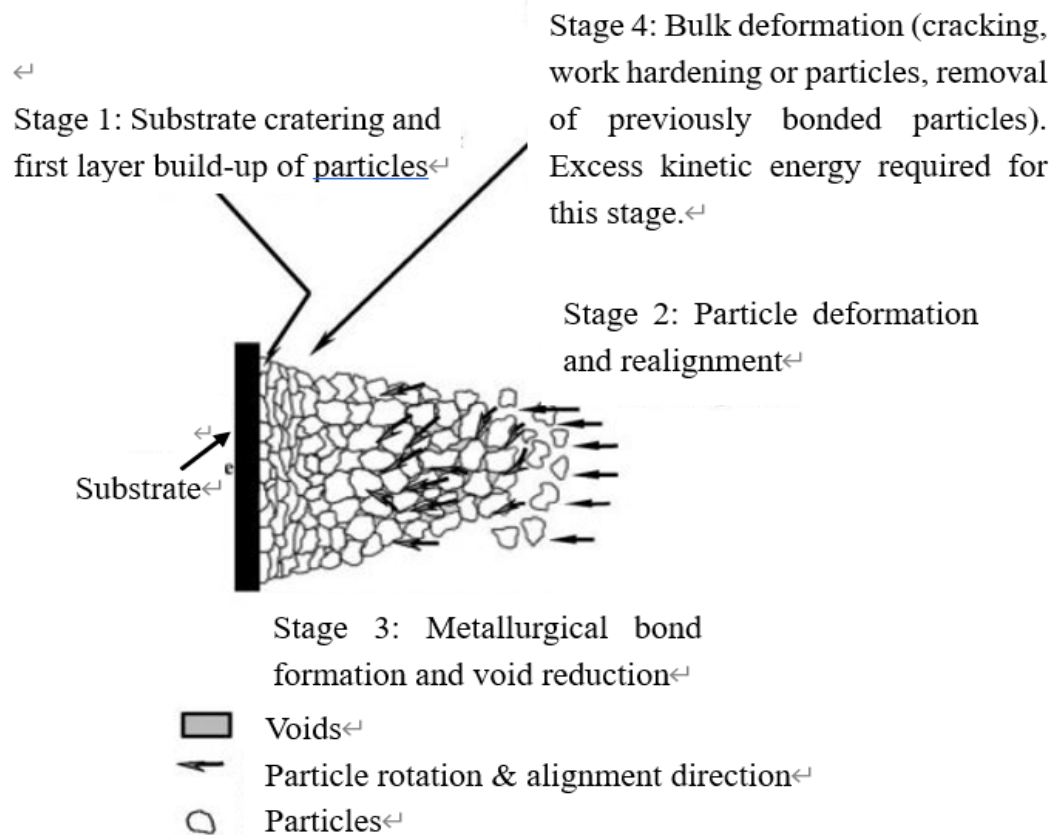 Stage 1: Substrate cratering and
first layer build-up of particles
Stage 4: Bulk deformation (cracking,
work hardening or particles, removal
of previously bonded particles).
Excess kinetic energy required for
this stage.
Stage 2: Particle deformation
and realignment
Substrate
e
Stage 3: Metallurgical bond
formation and void reduction
Voids
Particle rotation & alignment direction
Particles